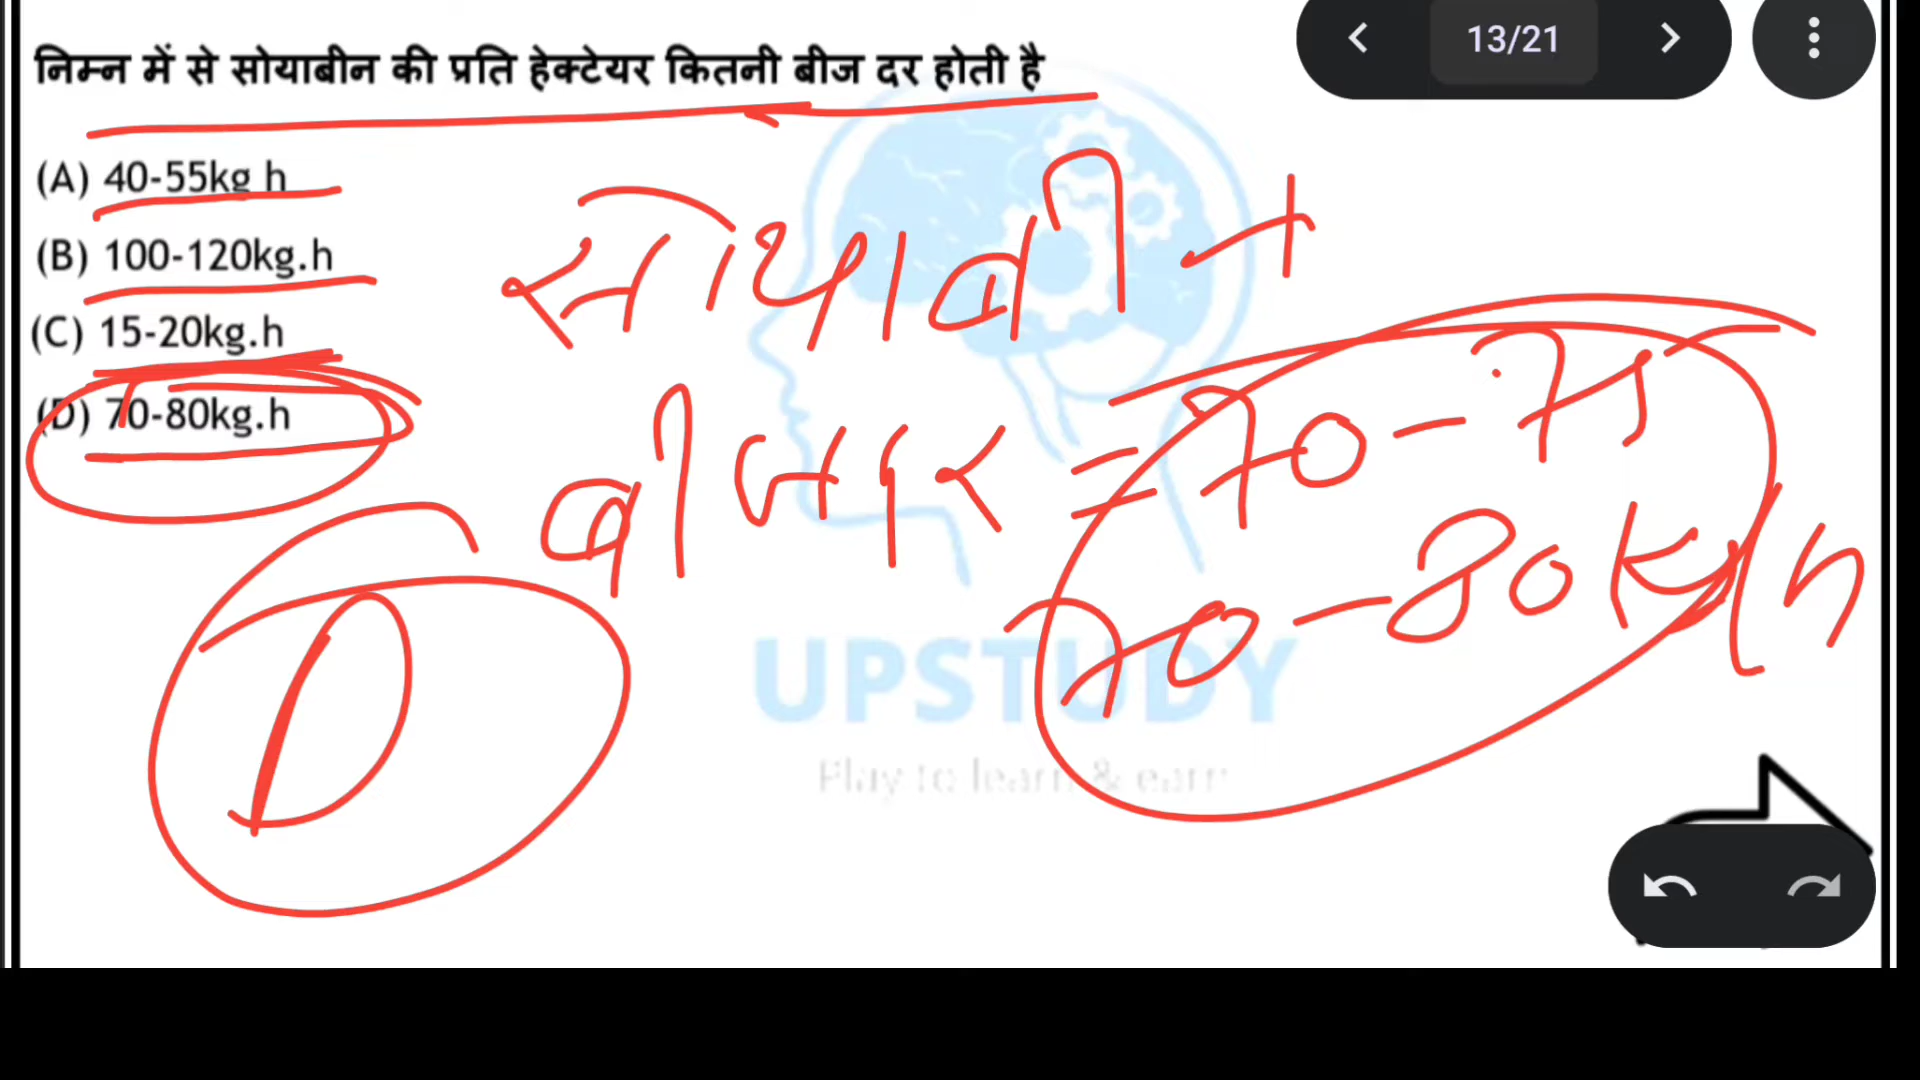 निम्न में से सोयाबीन की प्रति हेक्टेयर कितनी बीज दर होती है
13/21
(A) 40-55kg h
(B) 100-120kg.h
(C) 15-20kg.h
(D) 70-80kg.h
सोयाबीन
बीज दर = 70-75
70-80kg/h
D
UPSTUDY
Play to learn & earn